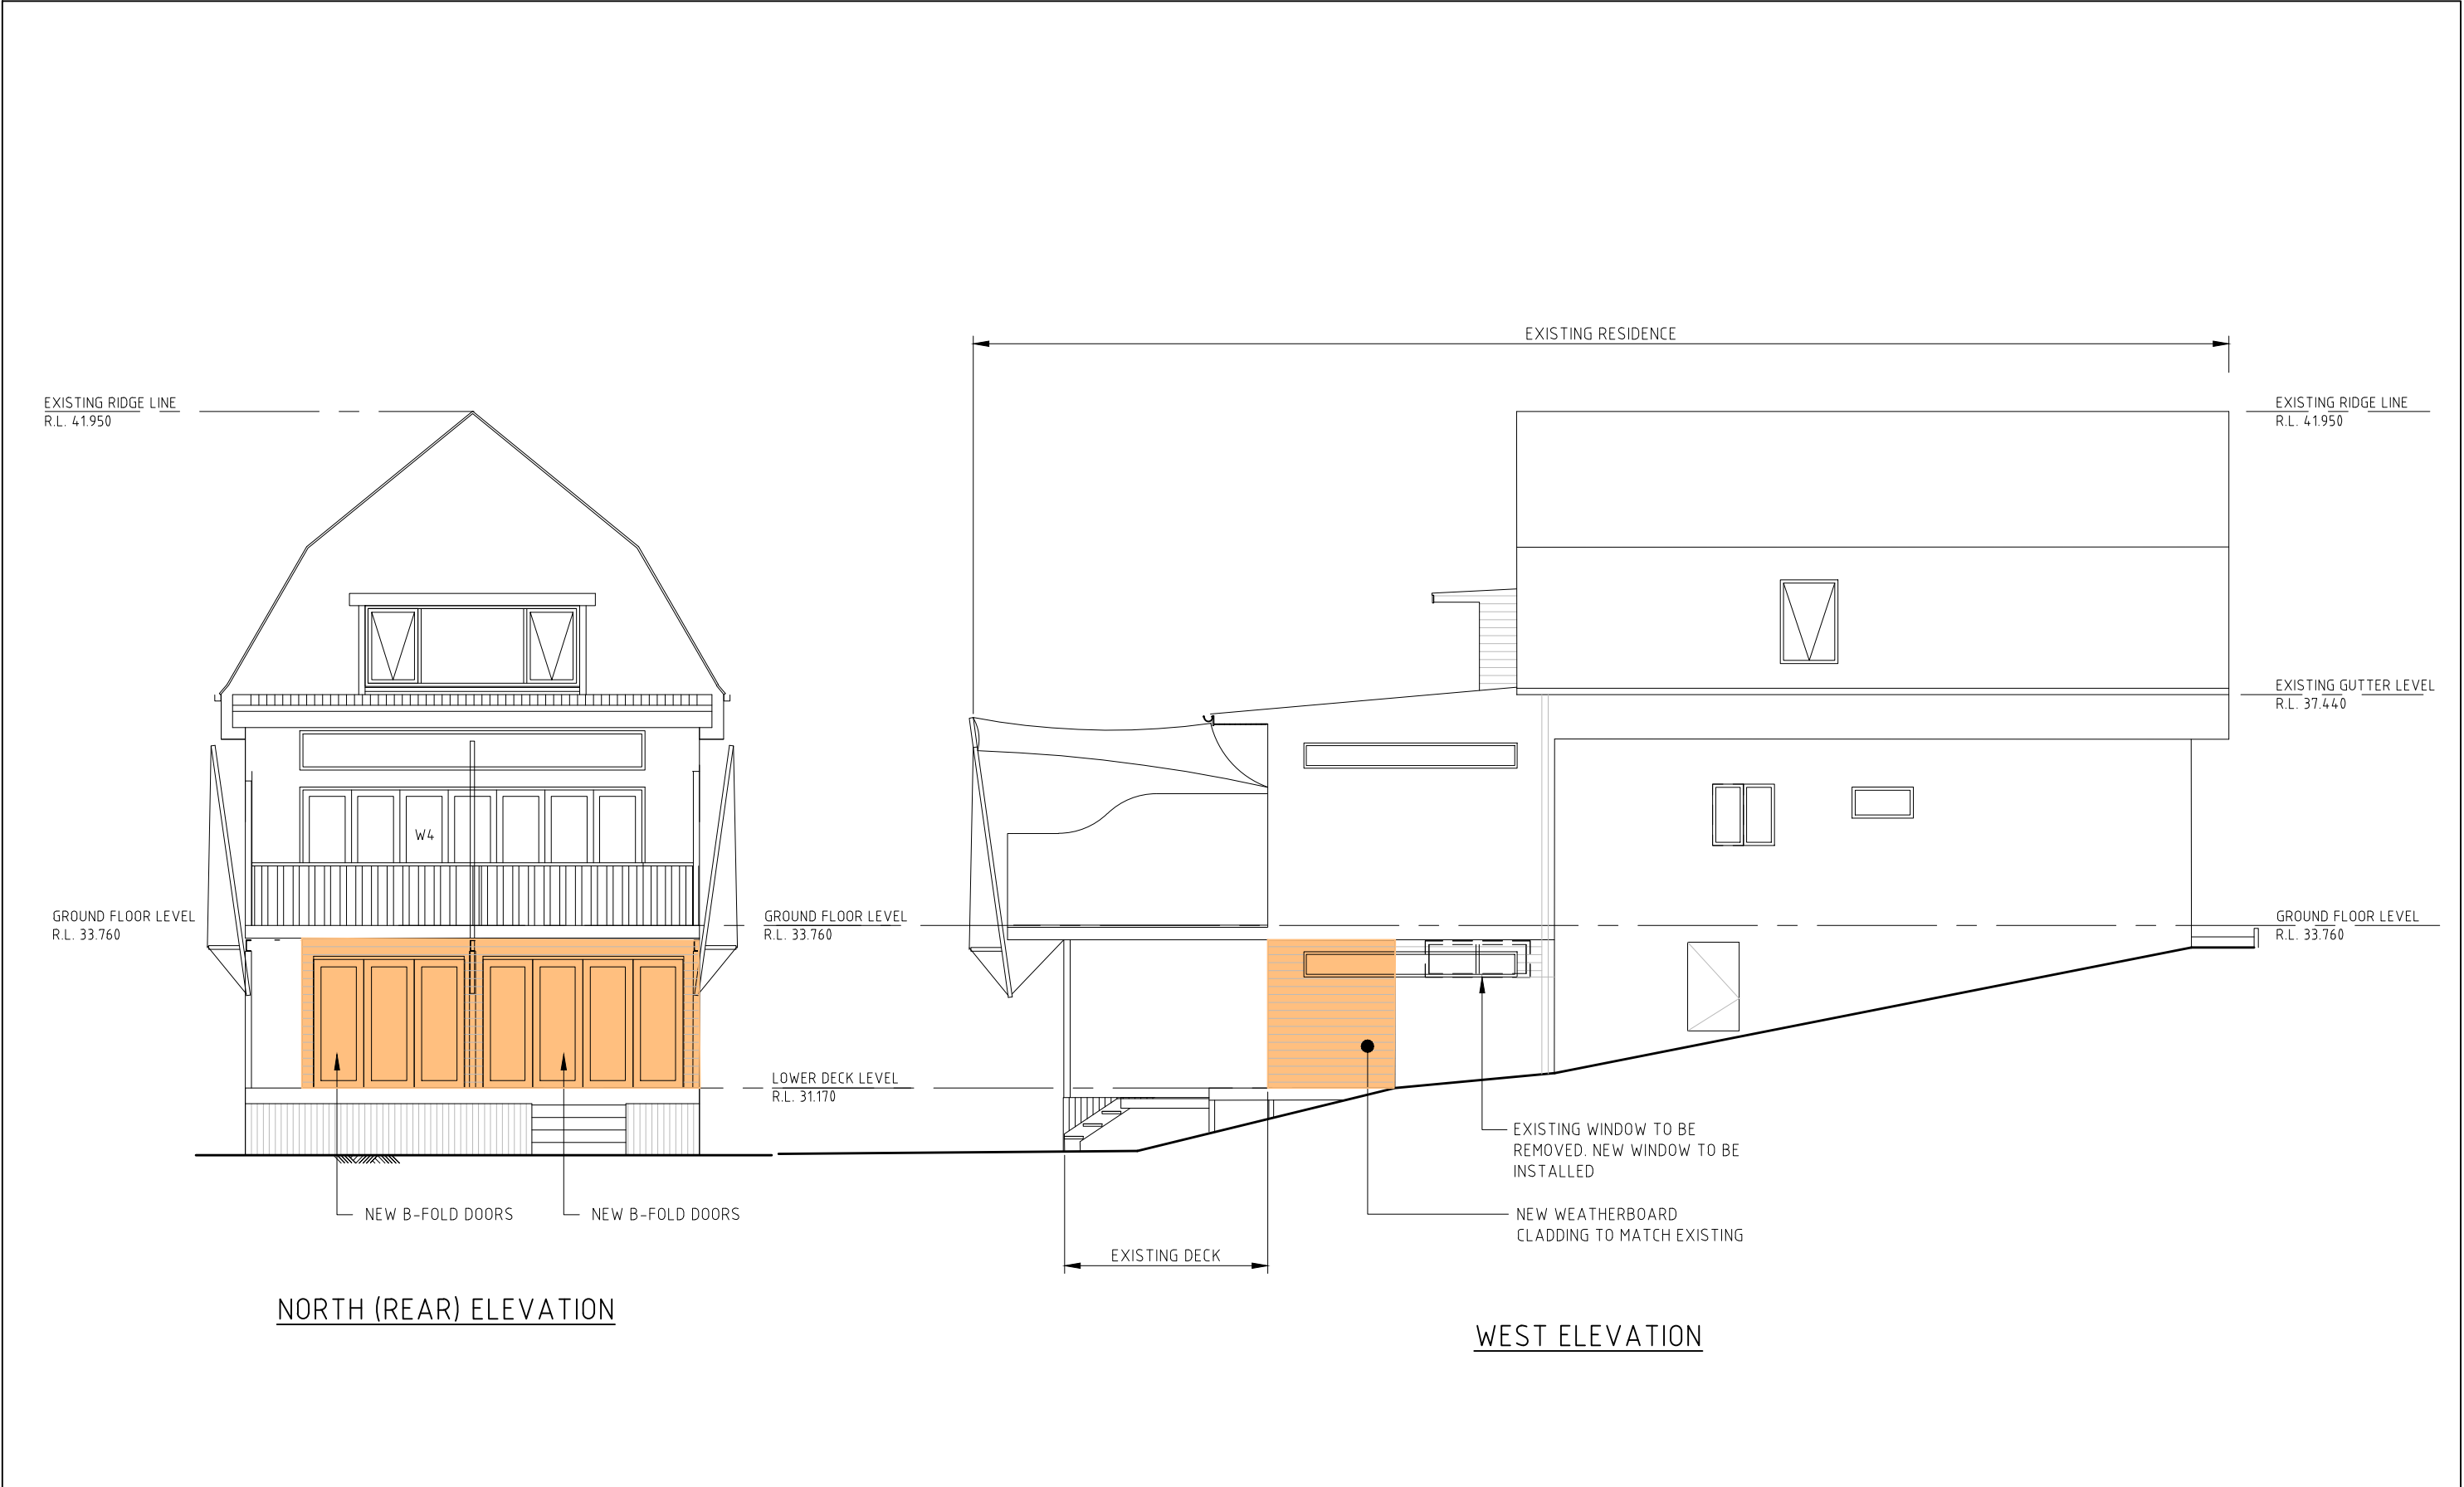 EXISTING RESIDENCE
EXISTING RIDGE LINE
R.L. 41.950
EXISTING RIDGE LINE
R.L. 41.950
EXISTING GUTTER LEVEL
R.L. 37.440
W4
GROUND FLOOR LEVEL
R.L. 33.760
GROUND FLOOR LEVEL
R.L. 33.760
GROUND FLOOR LEVEL
R.L. 33.760
LOWER DECK LEVEL
R.L. 31.170
EXISTING WINDOW TO BE
REMOVED. NEW WINDOW TO BE
INSTALLED
NEW B-FOLD DOORS
NEW B-FOLD DOORS
NEW WEATHERBOARD
CLADDING TO MATCH EXISTING
EXISTING DECK
NORTH (REAR) ELEVATION
WEST ELEVATION